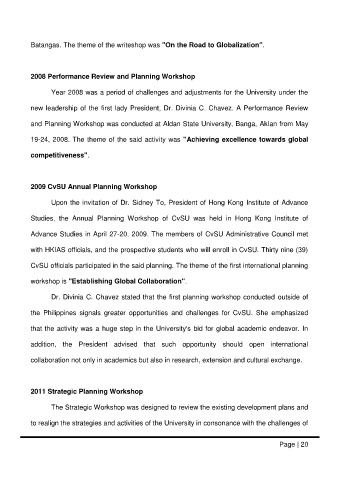 Batangas. The theme of the writeshop was "On the Road to Globalization".
2008 Performance Review and Planning Workshop
Year 2008 was a period of challenges and adjustments for the University under the
new leadership of the first lady President, Dr. Divinia C. Chavez. A Performance Review
and Planning Workshop was conducted at Aklan State University, Banga, Aklan from May
19-24, 2008. The theme of the said activity was "Achieving excellence towards global
competitiveness".
2009 CvSU Annual Planning Workshop
Upon the invitation of Dr. Sidney To, President of Hong Kong Institute of Advance
Studies, the Annual Planning Workshop of CvSU was held in Hong Kong Institute of
Advance Studies in April 27-20, 2009. The members of CvSU Administrative Council met
with HKIAS officials, and the prospective students who will enroll in CvSU. Thirty nine (39)
CvSU officials participated in the said planning. The theme of the first international planning
workshop is "Establishing Global Collaboration".
Dr. Divinia C. Chavez stated that the first planning workshop conducted outside of
the Philippines signals greater opportunities and challenges for CvSU. She emphasized
that the activity was a huge step in the University's bid for global academic endeavor. In
addition, the President advised that such opportunity should open international
collaboration not only in academics but also in research, extension and cultural exchange.
2011 Strategic Planning Workshop
The Strategic Workshop was designed to review the existing development plans and
to realign the strategies and activities of the University in consonance with the challenges of
Page | 20